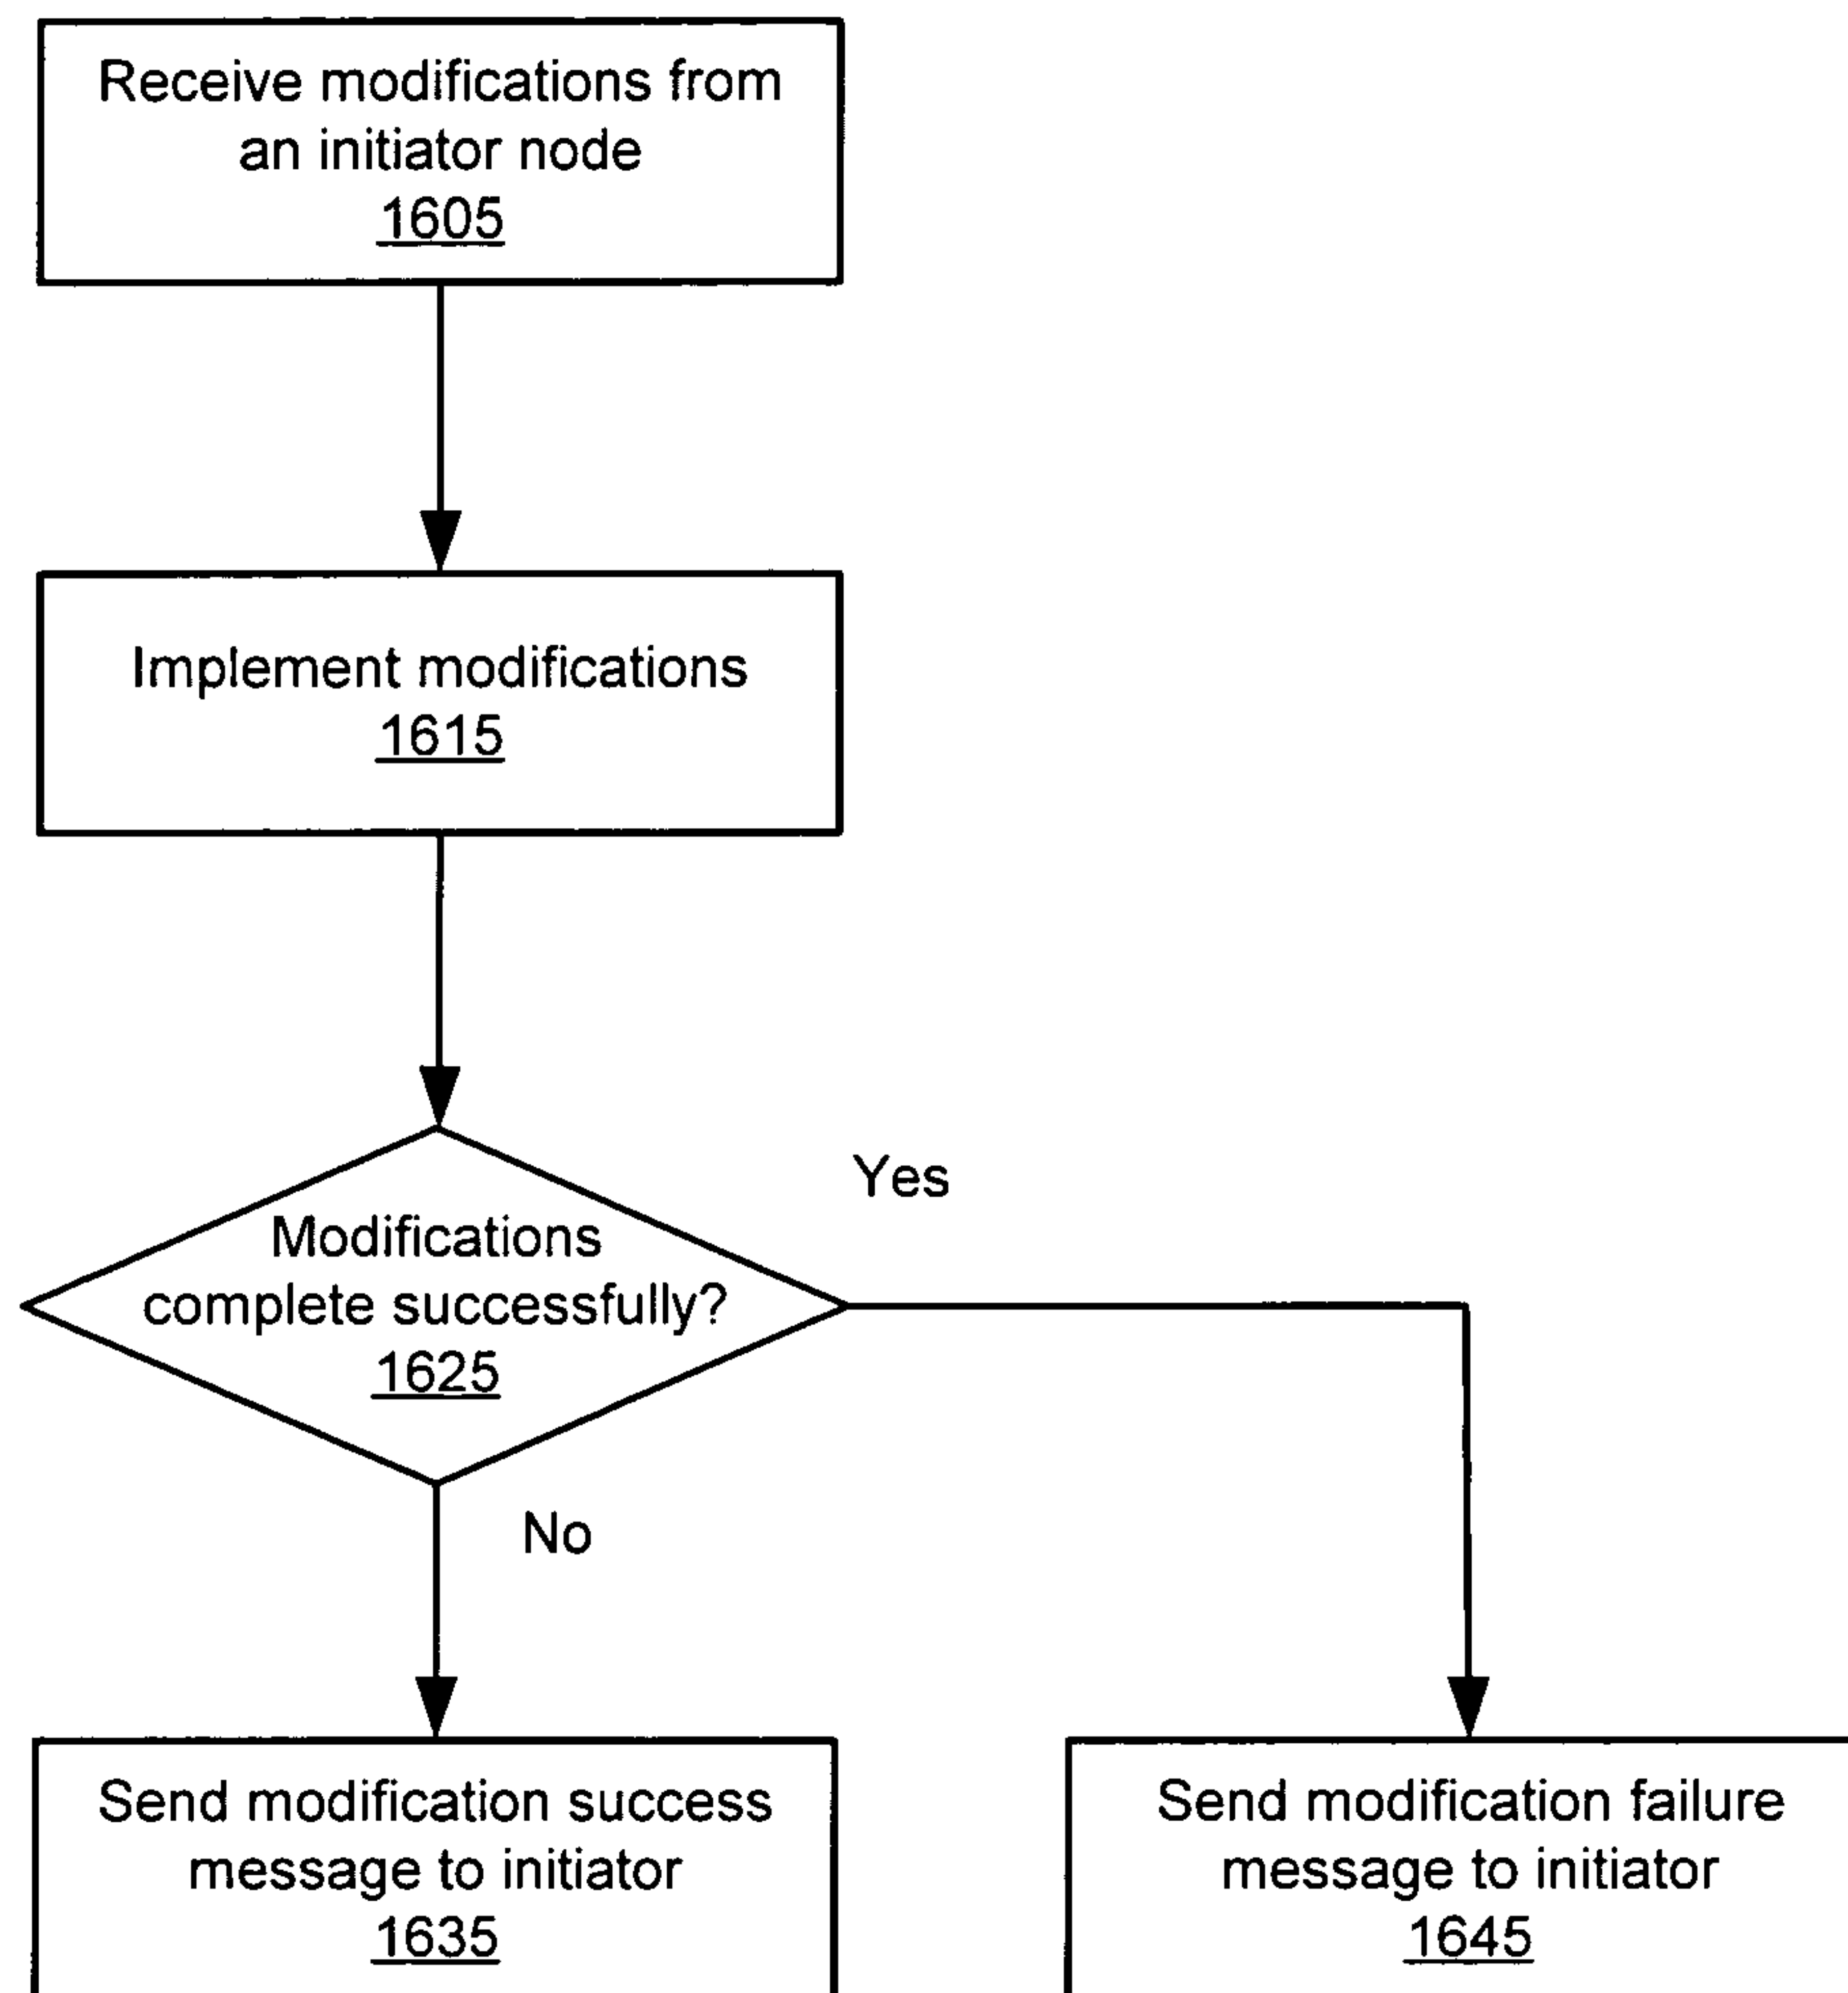 Receive modifications from
an initiator node
1605
Implement modifications
1615
Yes
Modifications
complete successfully?
1625
No
Send modification success
message to initiator
1635
Send modification failure
message to initiator
1645